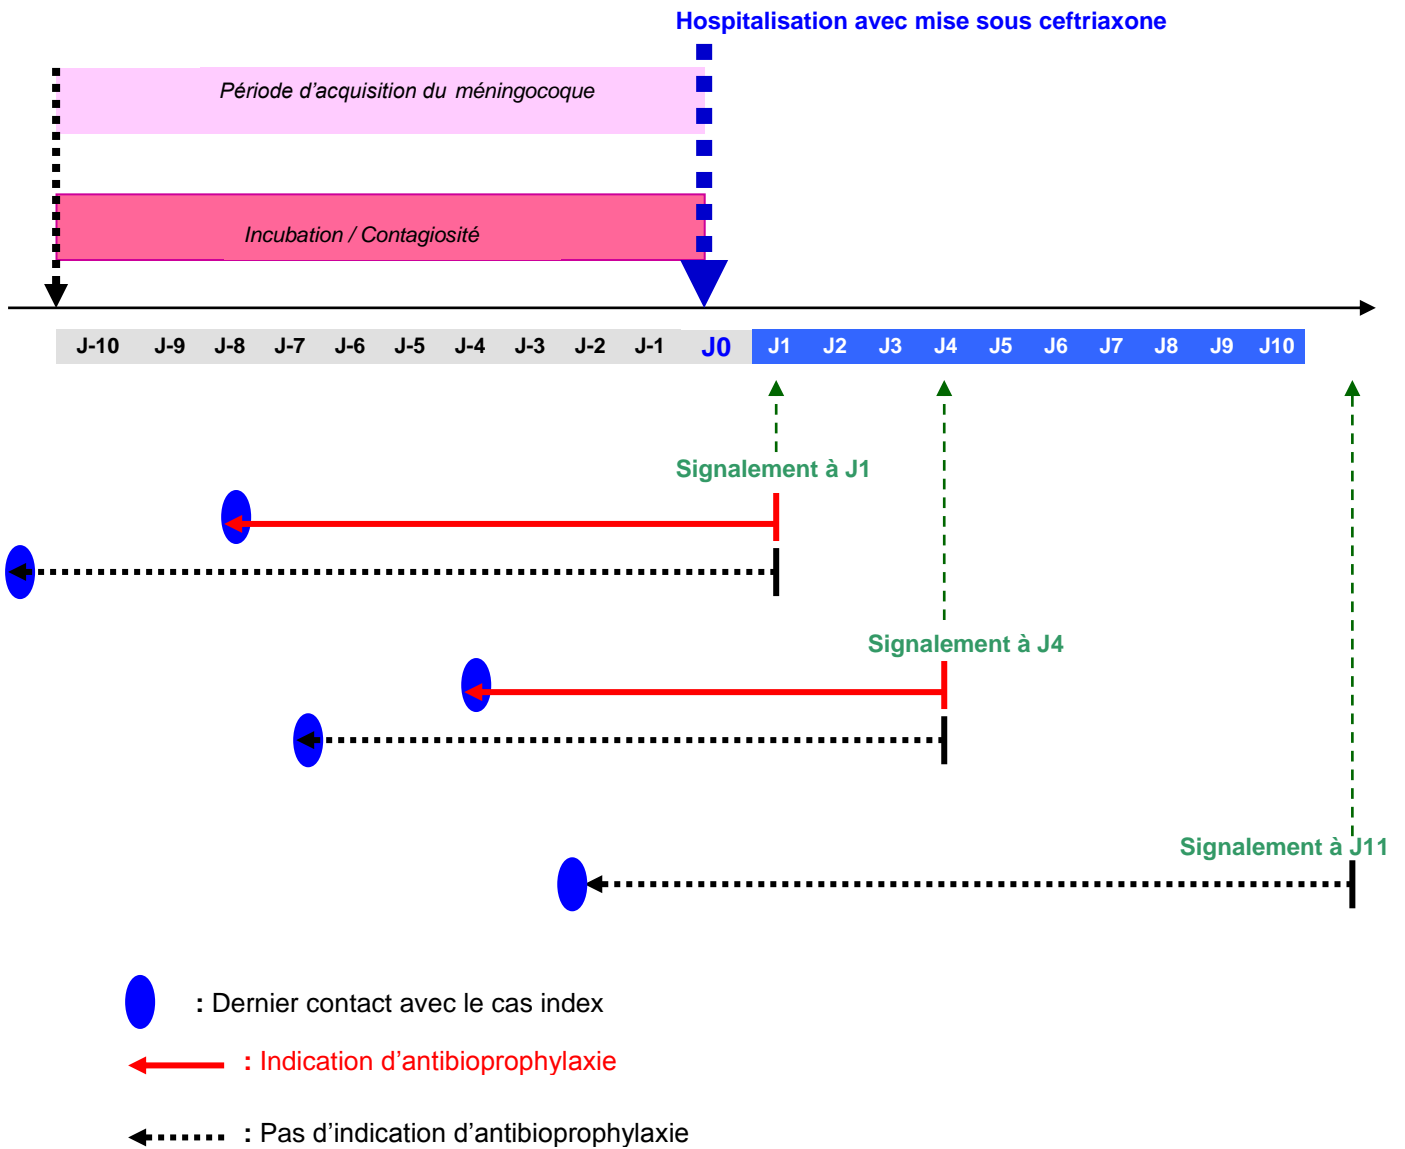 Hospitalisation avec mise sous ceftriaxone
Période d’acquisition du méningocoque
Incubation / Contagiosité
J-10 J-9 J-8 J-7 J-6 J-5 J-4 J-3 J-2 J-1 J0 J1 J2 J3 J4 J5 J6 J7 J8 J9 J10
Signalement à J1
Signalement à J4
Signalement à J11
: Dernier contact avec le cas index
: Indication d’antibioprophylaxie
: Pas d’indication d’antibioprophylaxie